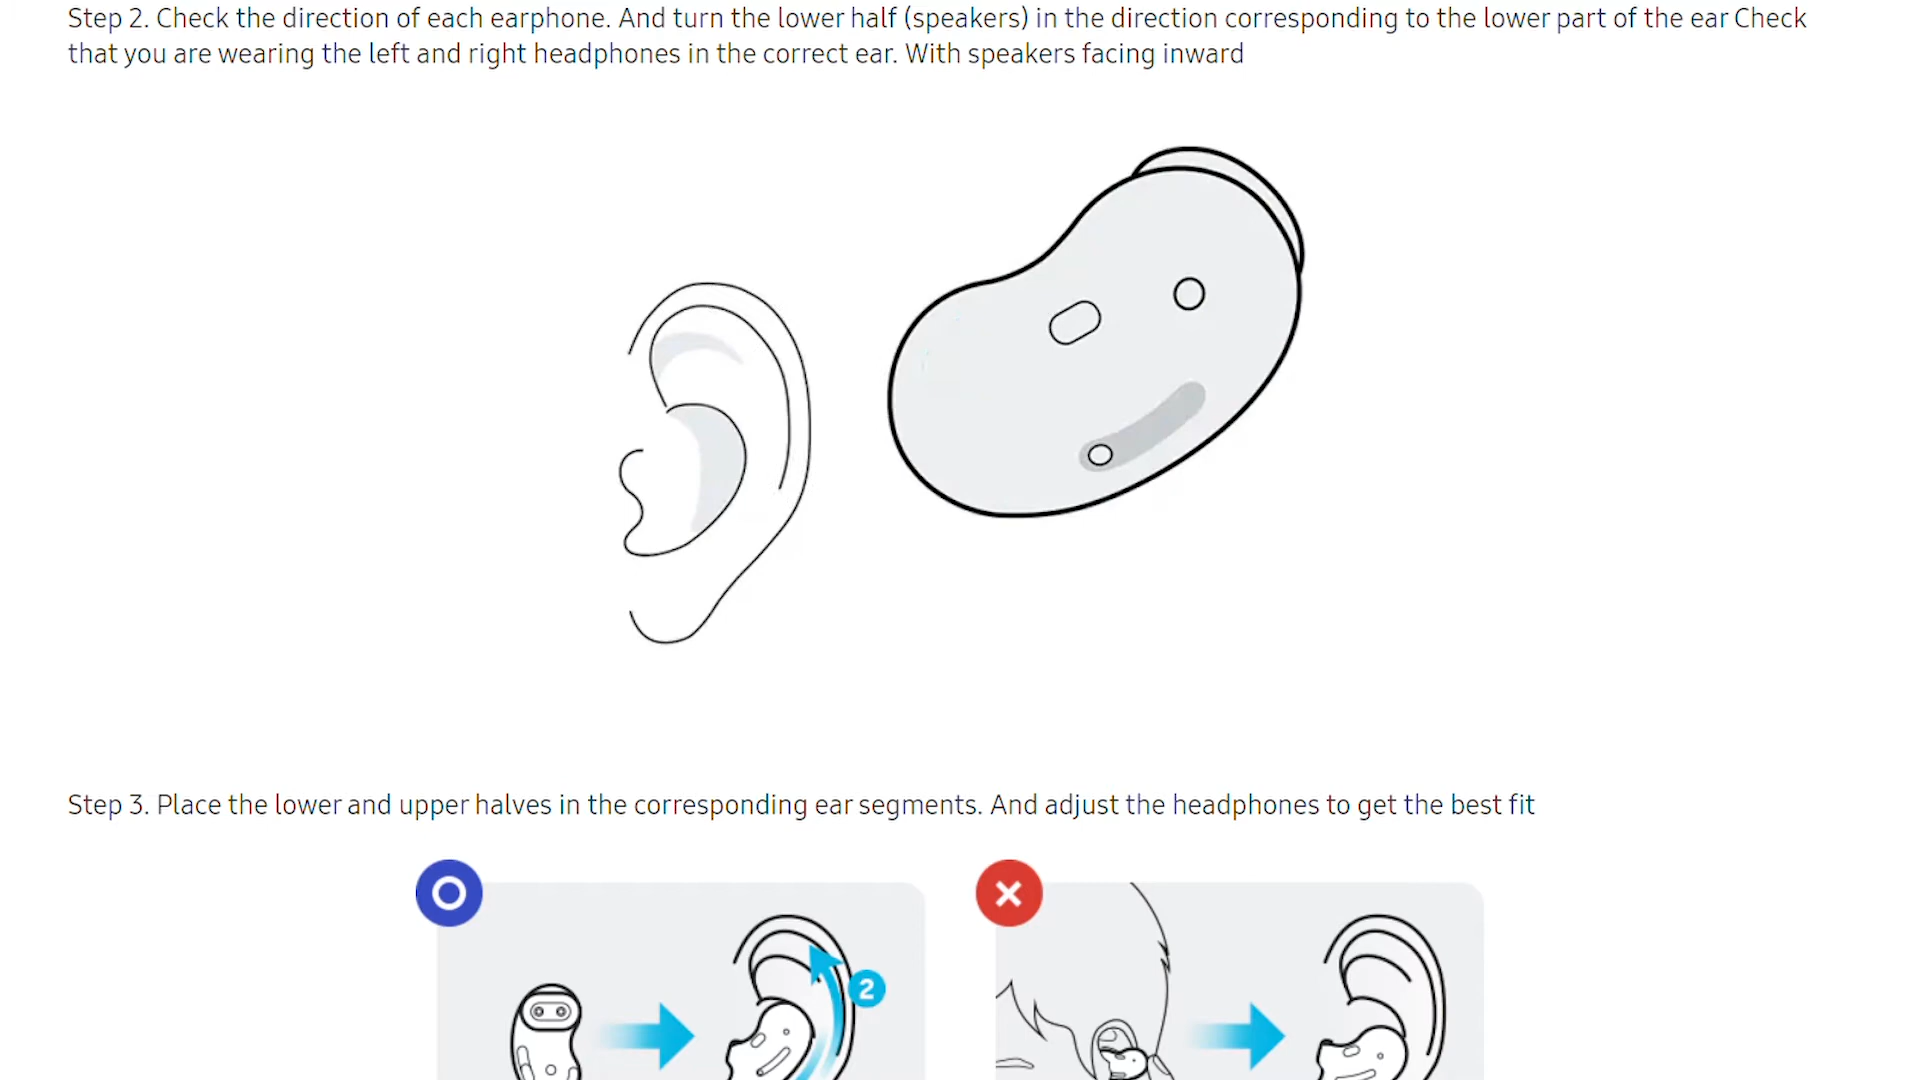 Step 2. Check the direction of each earphone. And turn the lower half (speakers) in the direction corresponding to the lower part of the ear Check
that you are wearing the left and right headphones in the correct ear. With speakers facing inward
Step 3. Place the lower and upper halves in the corresponding ear segments. And adjust the headphones to get the best fit
2